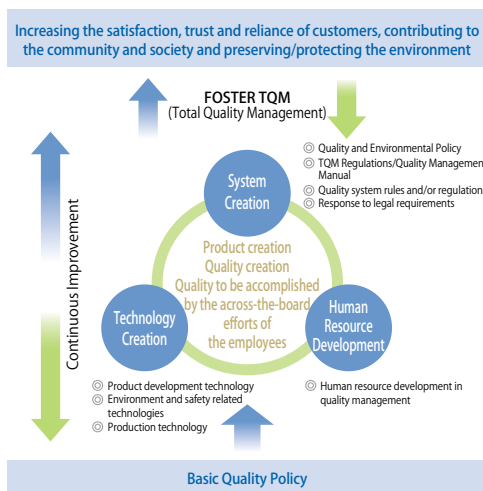 Increasing the satisfaction, trust and reliance of customers, contributing to
the community and society and preserving/protecting the environment
FOSTER TQM
(Total Quality Management)
◎ Quality and Environmental Policy
◎ TQM Regulations/Quality Managemen
Manual
◎ Quality system rules and/or regulation
◎ Response to legal requirements
System
Creation
Continuous Improvement
Product creation
Quality creation
Quality to be accomplished
by the across-the-board
efforts of
the employees
Technology
Creation
Human
Resource
Development
◎ Product development technology
◎ Environment and safety related
technologies
◎ Production technology
◎ Human resource development in
quality management
Basic Quality Policy